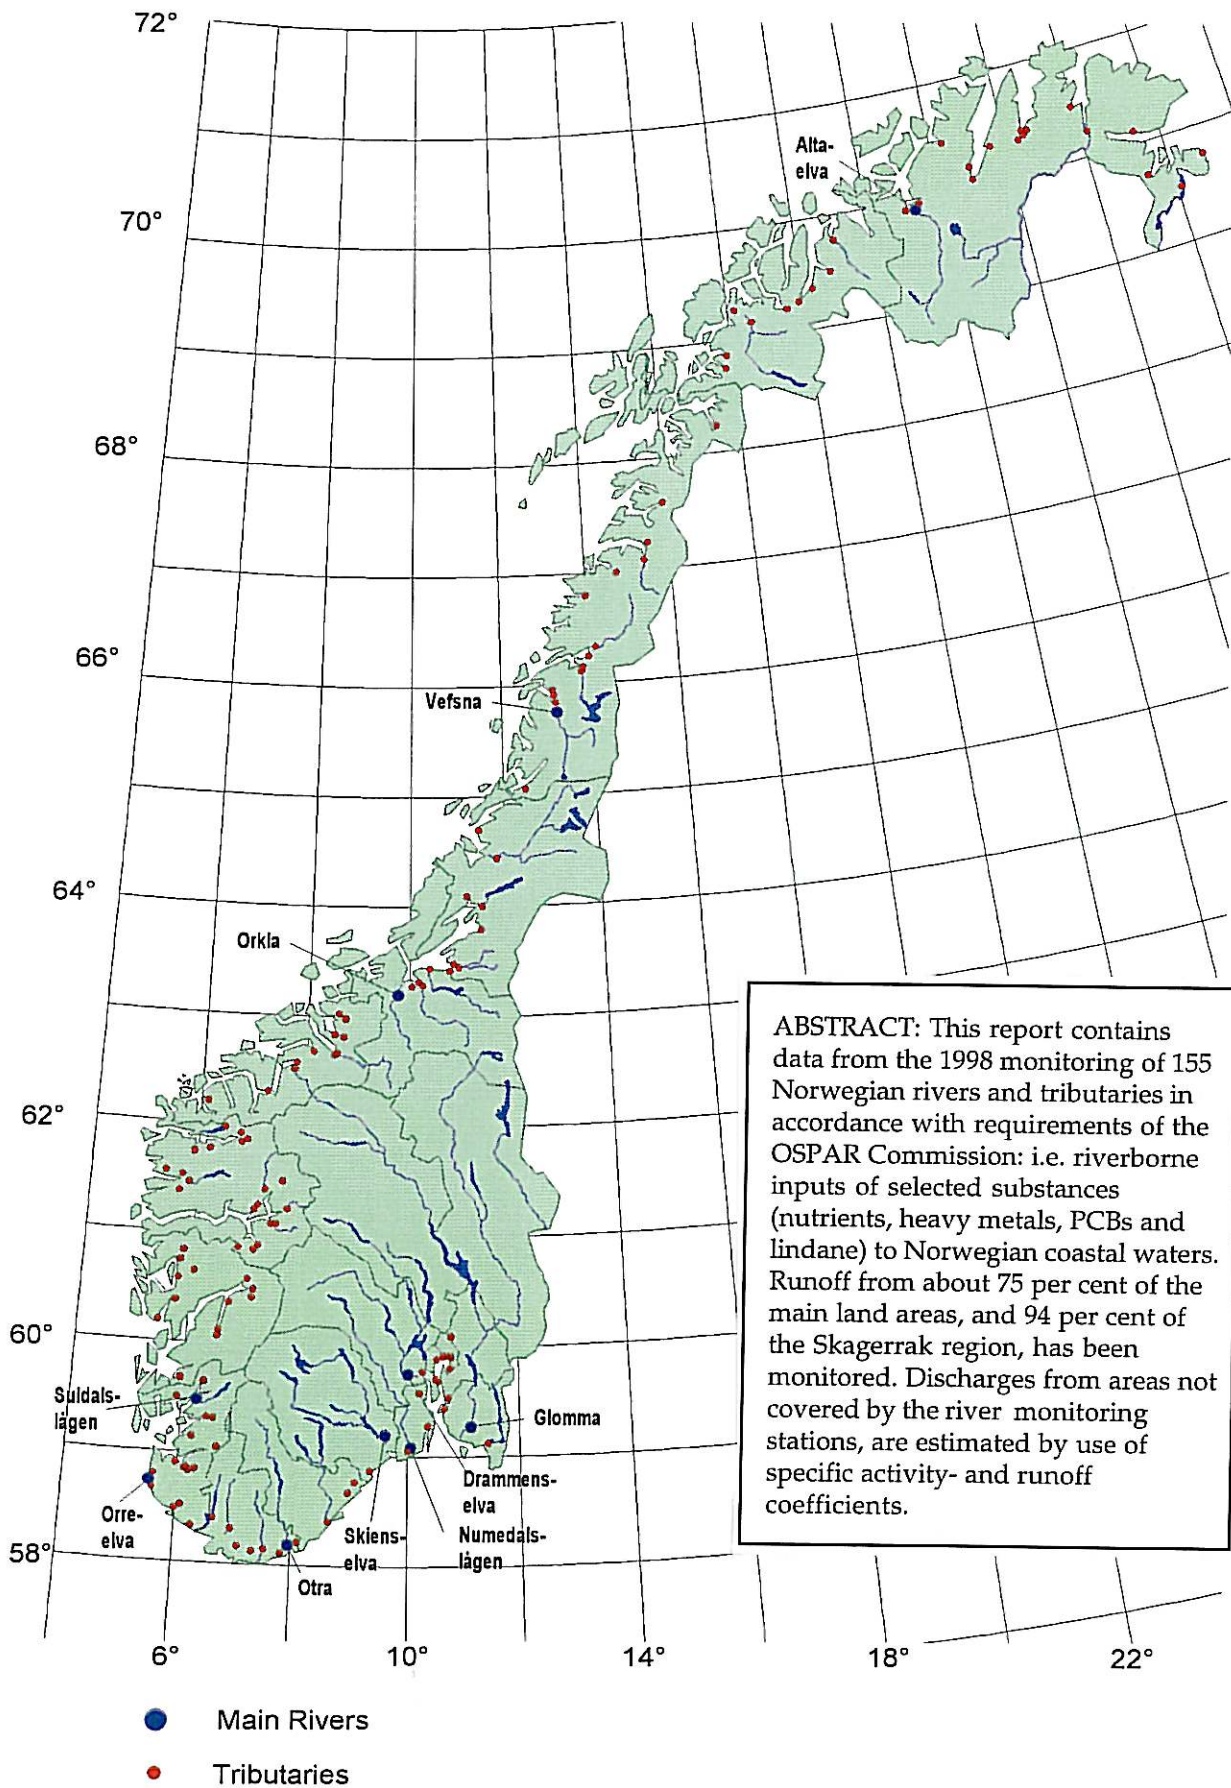 72°
Alta-
elva
70°
68°
66°
Vefsna
64°
Orkla
62°
60°
Suldals-
lågen
Glomma
Drammens-
elva
Orre-
elva
Skiens-
elva
Numedals-
lågen
58°
Otra
6°
10°
14°
18°
22°
ABSTRACT: This report contains
data from the 1998 monitoring of 155
Norwegian rivers and tributaries in
accordance with requirements of the
OSPAR Commission: i.e. riverborne
inputs of selected substances
(nutrients, heavy metals, PCBs and
lindane) to Norwegian coastal waters.
Runoff from about 75 per cent of the
main land areas, and 94 per cent of
the Skagerrak region, has been
monitored. Discharges from areas not
covered by the river monitoring
stations, are estimated by use of
specific activity- and runoff
coefficients.
Main Rivers
Tributaries